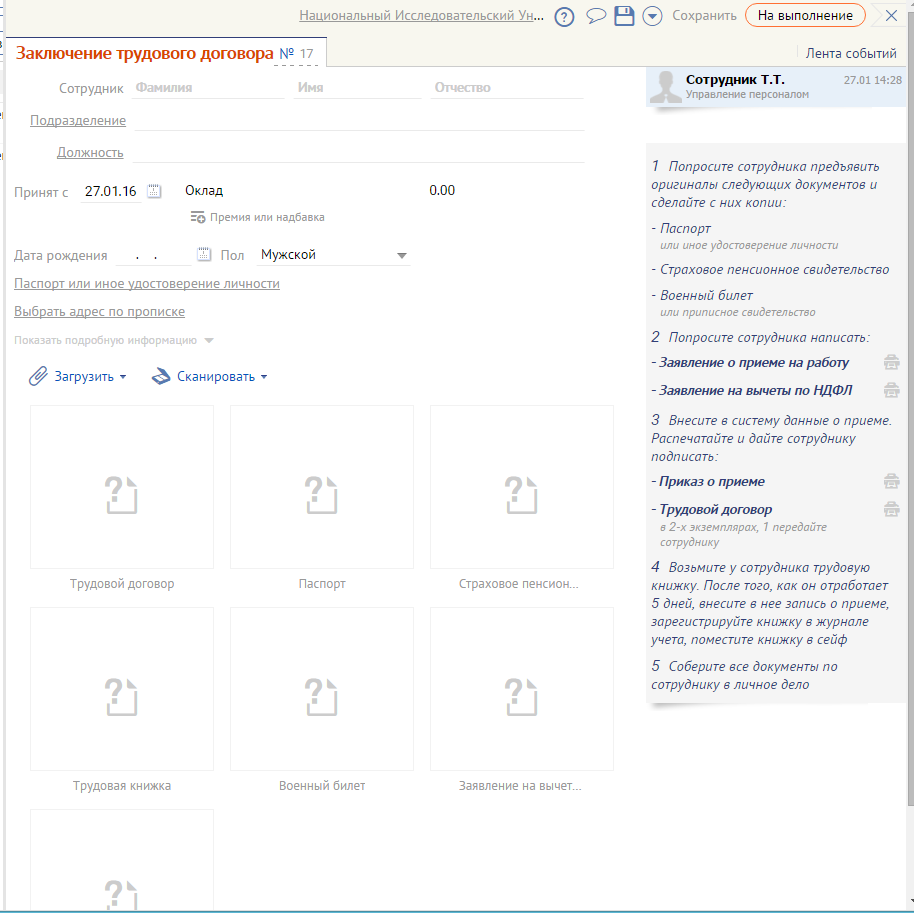 Национальный Исследовательский Ун...
Сохранить
На выполнение
Заключение трудового договора № 17
Лента событий
Сотрудник Фамилия Имя Отчество
Подразделение
Должность
Принят с 27.01.16 Оклад 0.00
Премия или надбавка
Дата рождения . . Пол Мужской
Паспорт или иное удостоверение личности
Выбрать адрес по прописке
Показать подробную информацию
Загрузить Сканировать
Трудовой договор Паспорт Страховое пенсион...
Трудовая книжка Военный билет Заявление на вычет...
Сотрудник Т.Т. 27.01 14:28
Управление персоналом
1 Попросите сотрудника предъявить
оригиналы следующих документов и
сделайте с них копии:
- Паспорт
или иное удостоверение личности
- Страховое пенсионное свидетельство
- Военный билет
или приписное свидетельство
2 Попросите сотрудника написать:
- Заявление о приеме на работу
- Заявление на вычеты по НДФЛ
3 Внесите в систему данные о приеме.
Распечатайте и дайте сотруднику
подписать:
- Приказ о приеме
- Трудовой договор
в 2-х экземплярах, 1 передайте
сотруднику
4 Возьмите у сотрудника трудовую
книжку. После того, как он отработает
5 дней, внесите в нее запись о приеме,
зарегистрируйте книжку в журнале
учета, поместите книжку в сейф
5 Соберите все документы по
сотруднику в личное дело